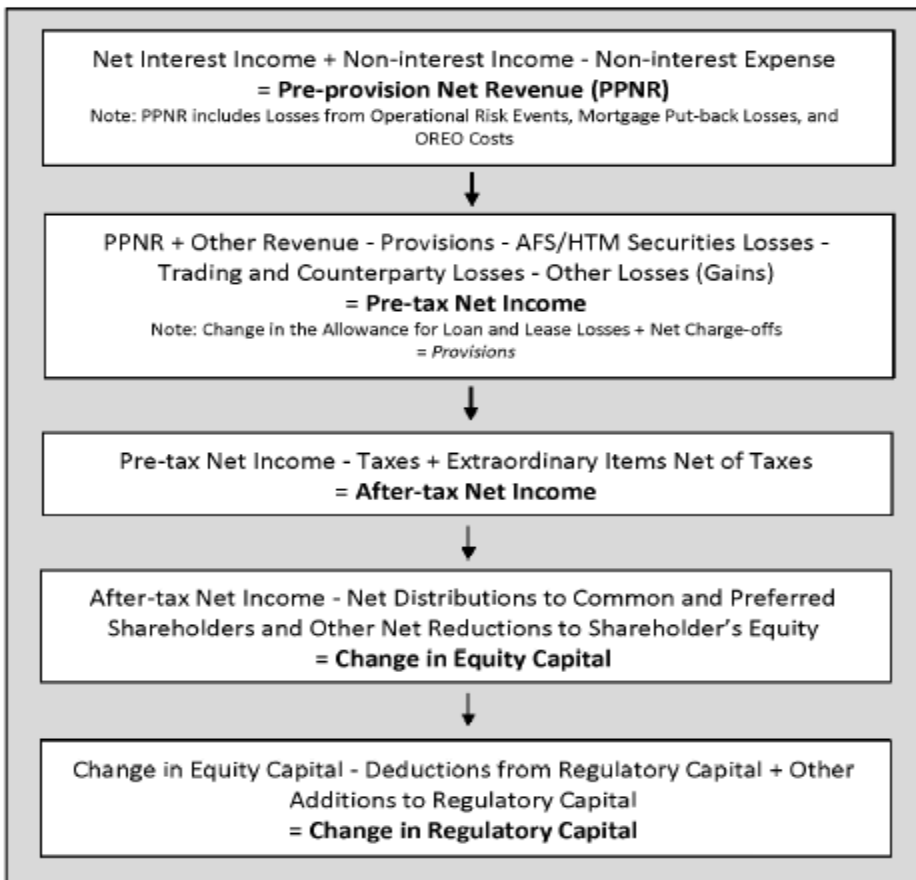 Net Interest Income + Non-interest Income - Non-interest Expense
= Pre-provision Net Revenue (PPNR)
Note: PPNR includes Losses from Operational Risk Events, Mortgage Put-back Losses, and
OREO Costs
PPNR + Other Revenue - Provisions - AFS/HTM Securities Losses -
Trading and Counterparty Losses - Other Losses (Gains)
= Pre-tax Net Income
Note: Change in the Allowance for Loan and Lease Losses + Net Charge-offs
= Provisions
Pre-tax Net Income - Taxes + Extraordinary Items Net of Taxes
= After-tax Net Income
After-tax Net Income - Net Distributions to Common and Preferred
Shareholders and Other Net Reductions to Shareholder's Equity
= Change in Equity Capital
Change in Equity Capital - Deductions from Regulatory Capital + Other
Additions to Regulatory Capital
= Change in Regulatory Capital